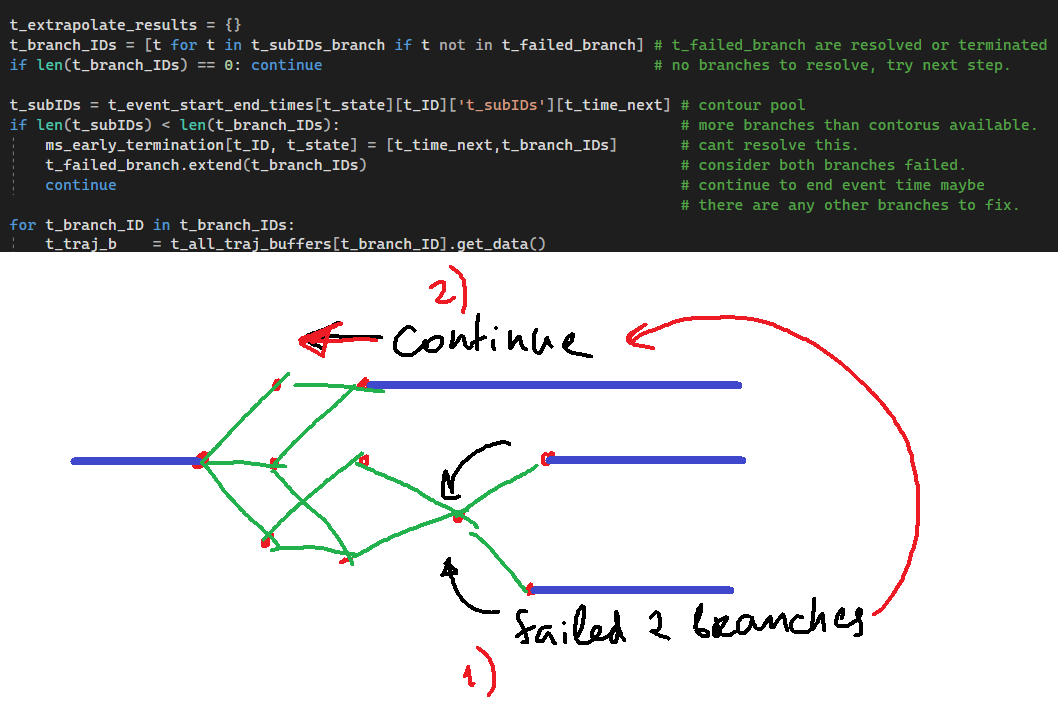 t_extrapolate_results = {}
t_branch_IDs = [t for t in t_subIDs_branch if t not in t_failed_branch] # t_failed_branch are resolved or terminated
if len(t_branch_IDs) == 0: continue # no branches to resolve, try next step.
t_subIDs = t_event_start_end_times[t_state][t_ID]['t_subIDs'][t_time_next] # contour pool
if len(t_subIDs) < len(t_branch_IDs): # more branches than contorus available.
ms_early_termination[t_ID, t_state] = [t_time_next,t_branch_IDs] # cant resolve this.
t_failed_branch.extend(t_branch_IDs) # consider both branches failed.
continue # continue to end event time maybe
# there are any other branches to fix.
for t_branch_ID in t_branch_IDs:
t_traj_b = t_all_traj_buffers[t_branch_ID].get_data()
2)
Continue
failed 2 branches
1)